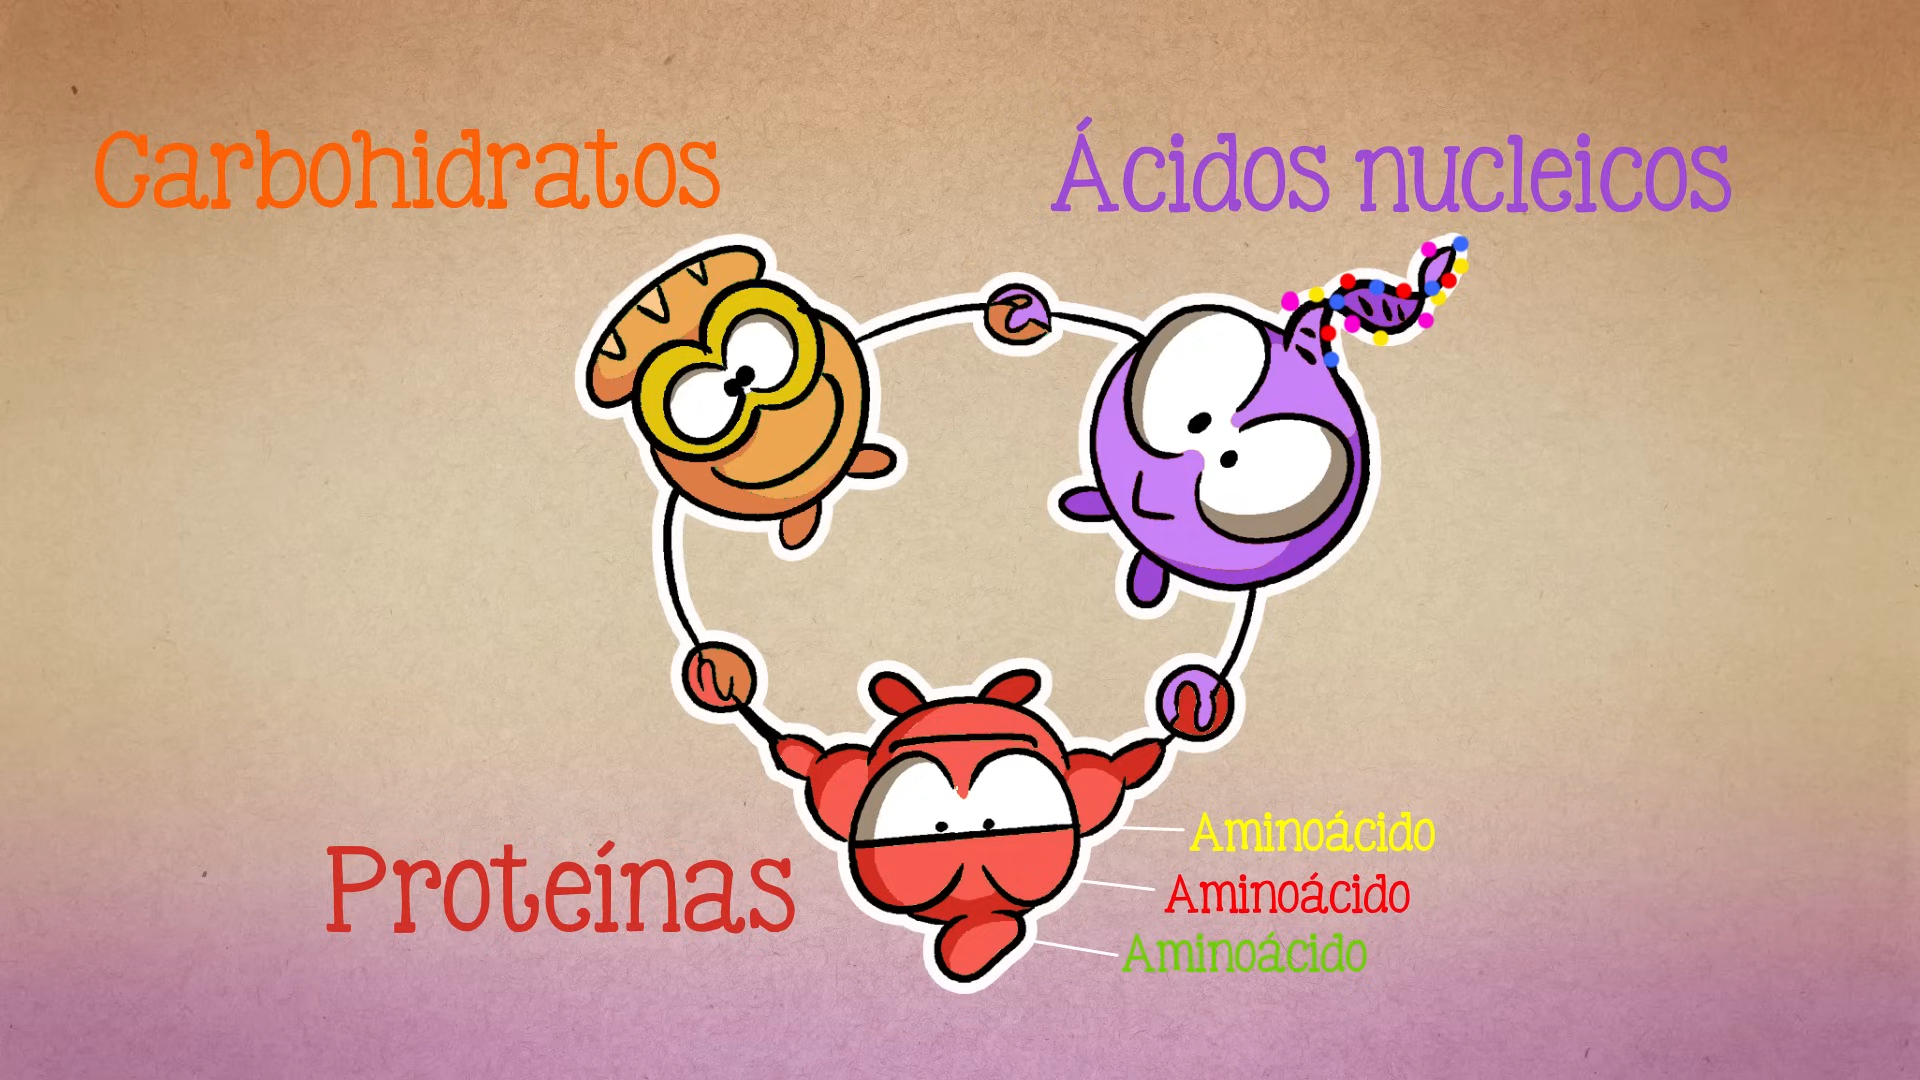 Carbohidratos
Ácidos nucleicos
Proteínas
Aminoácido
Aminoácido
Aminoácido